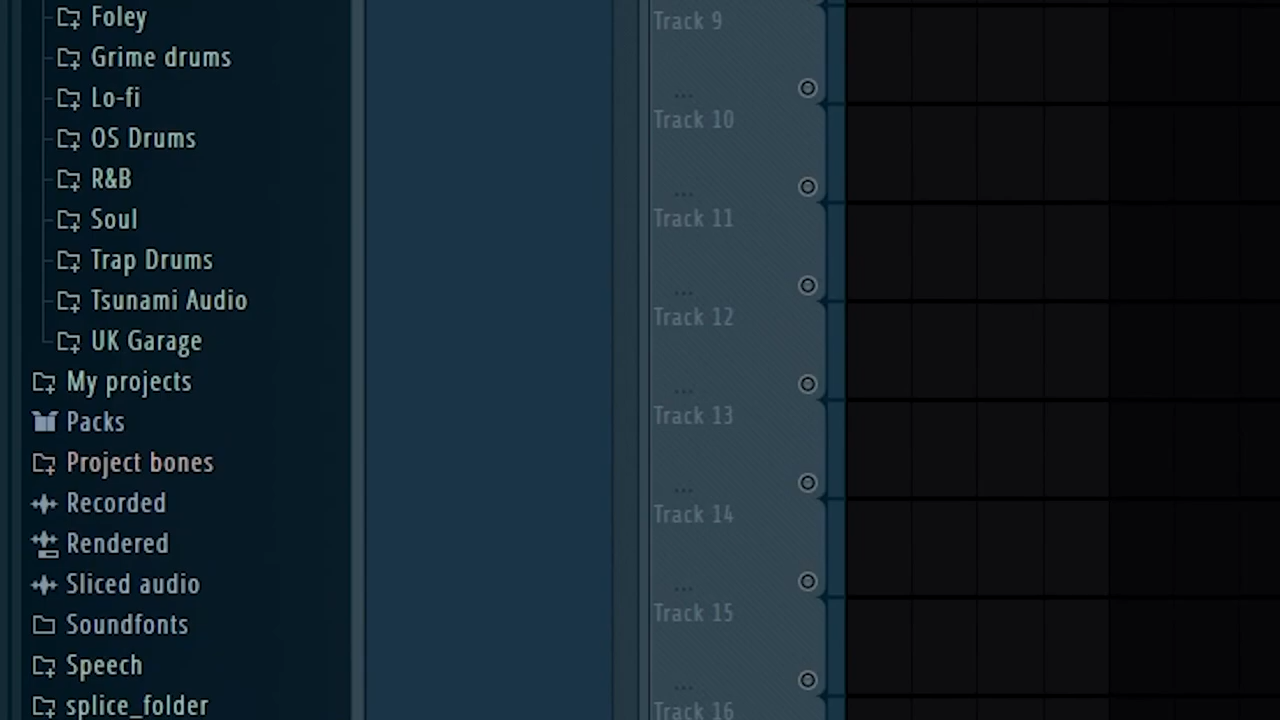 Foley
Grime drums
Lo-fi
OS Drums
R&B
Soul
Trap Drums
Tsunami Audio
UK Garage
My projects
Packs
Project bones
Recorded
Rendered
Sliced audio
Soundfonts
Speech
splice_folder
Track 9
...
Track 10
...
Track 11
...
Track 12
...
Track 13
...
Track 14
...
Track 15
...
Track 16